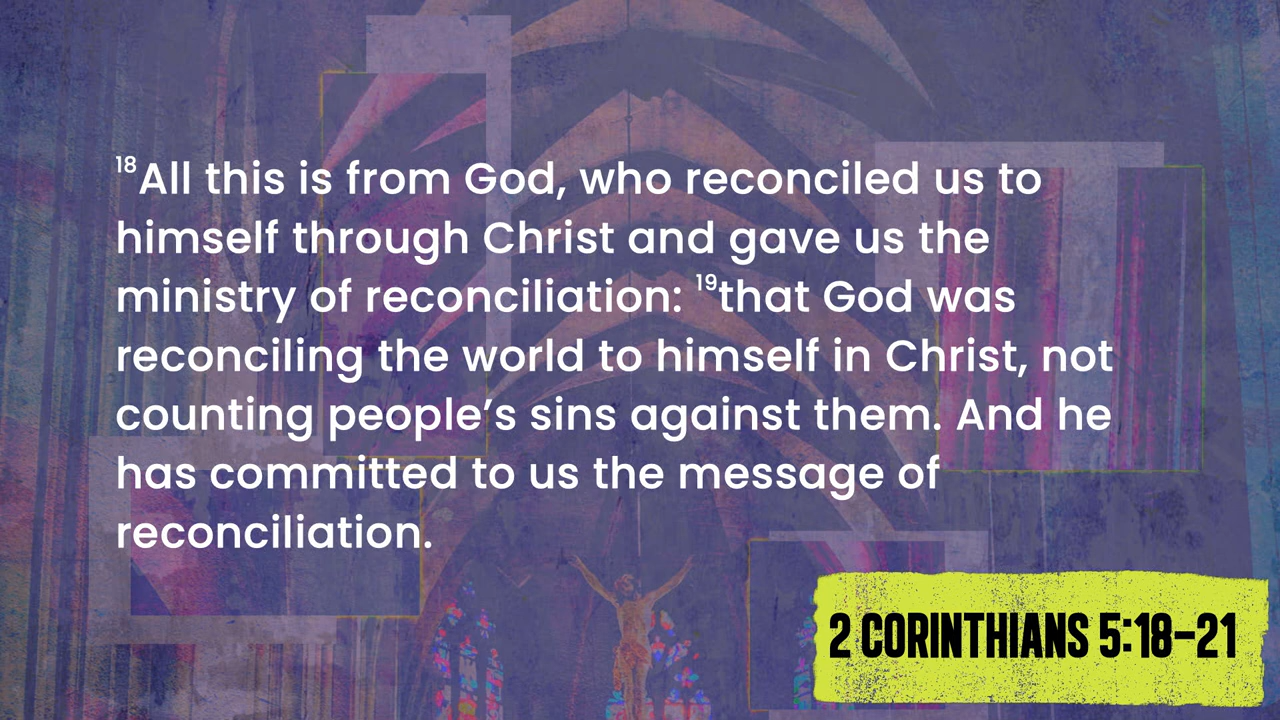 ¹⁸All this is from God, who reconciled us to
himself through Christ and gave us the
ministry of reconciliation: ¹⁹that God was
reconciling the world to himself in Christ, not
counting people’s sins against them. And he
has committed to us the message of
reconciliation.
2 CORINTHIANS 5:18–21